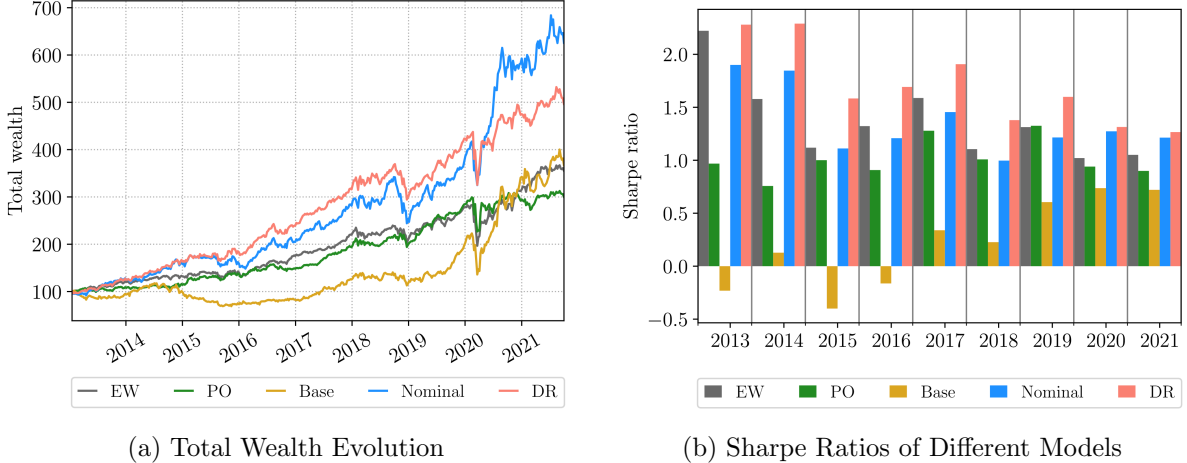 700
600
500
400
300
200
100
Total wealth
2014
2015
2016
2017
2018
2019
2020
2021
EW
PO
Base
Nominal
DR
(a) Total Wealth Evolution
2.0
1.5
1.0
0.5
0.0
−0.5
Sharpe ratio
2013
2014
2015
2016
2017
2018
2019
2020
2021
EW
PO
Base
Nominal
DR
(b) Sharpe Ratios of Different Models